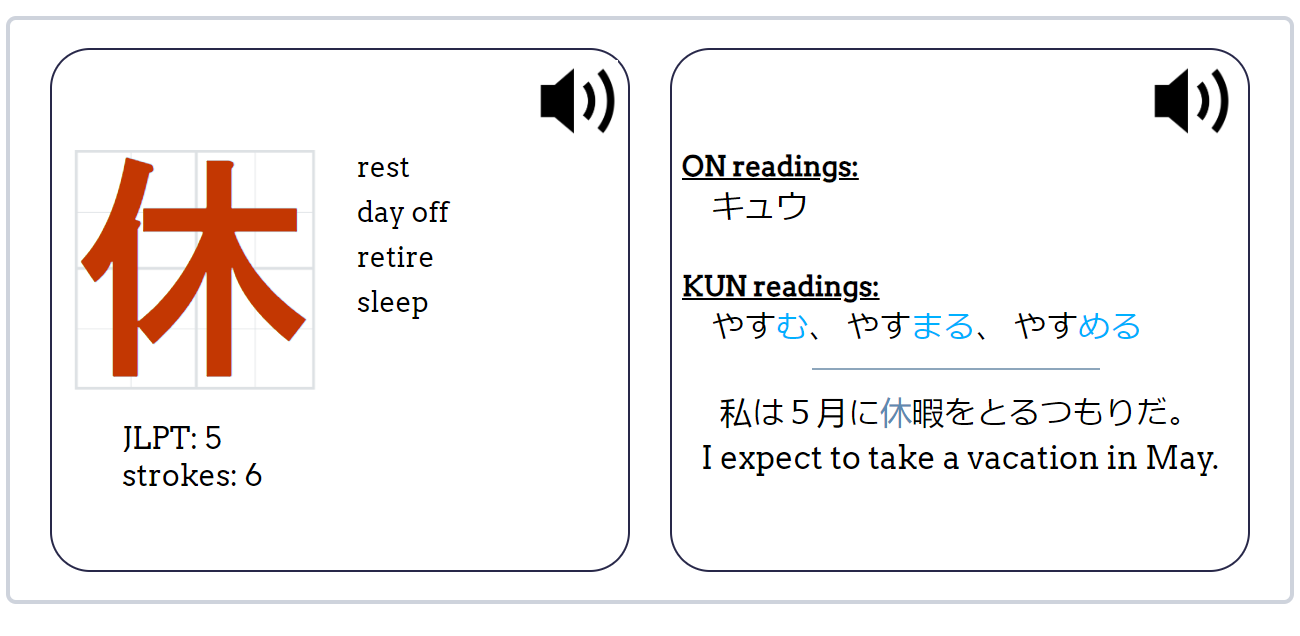 休
rest
day off
retire
sleep
JLPT: 5
strokes: 6
ON readings:
キュウ
KUN readings:
やすむ、 やすまる、 やすめる
私は５月に休暇をとるつもりだ。
I expect to take a vacation in May.